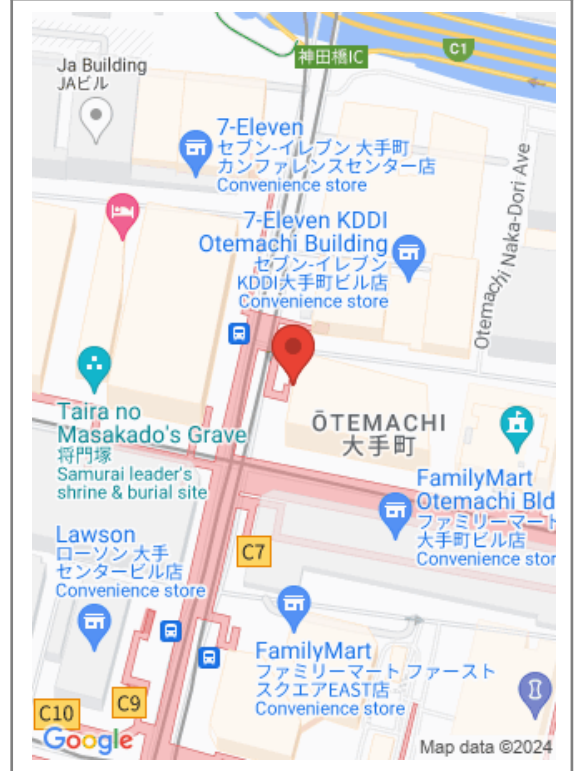 神田橋IC
C1
Ja Building
JAビル
7-Eleven
セブン-イレブン 大手町
カンファレンスセンター店
Convenience store
Otemachi Naka-Dori Ave
7-Eleven KDDI
Otemachi Building
セブン-イレブン
KDDI大手町ビル店
Convenience store
Taira no
Masakado's Grave
将門塚
Samurai leader's
shrine & burial site
ŌTEMACHI
大手町
FamilyMart
Otemachi Bld
ファミリーマート
大手町ビル店
Convenience stor
Lawson
ローソン 大手
センタービル店
Convenience store
C7
FamilyMart
ファミリーマート ファースト
スクエアEAST店
Convenience store
C9
C10
Google
Map data ©2024